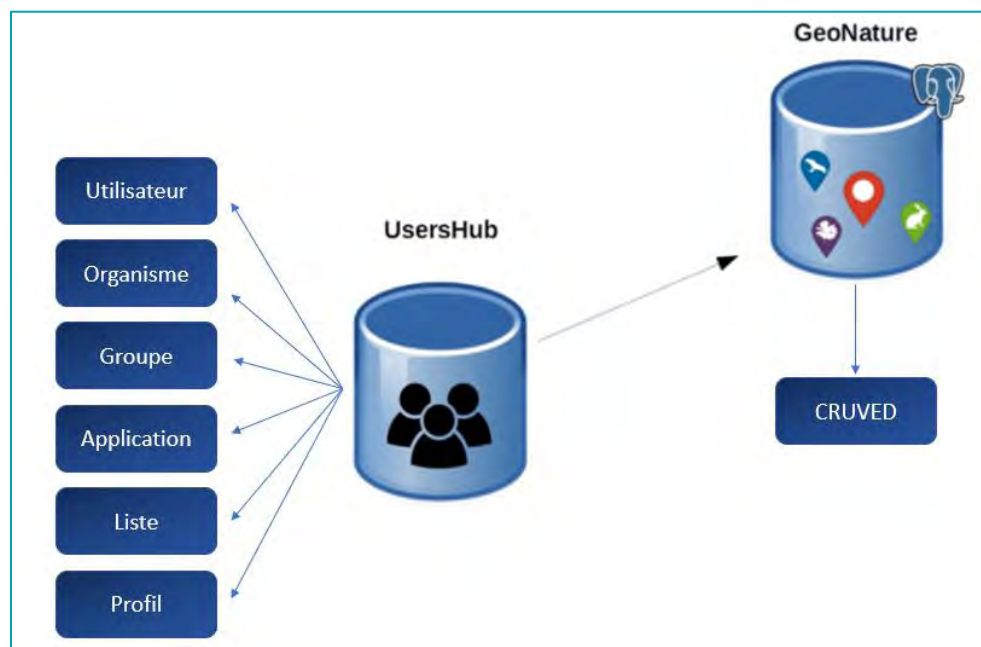 GeoNature
Utilisateur
Organisme
UsersHub
Groupe
Application
CRUVED
Liste
Profil